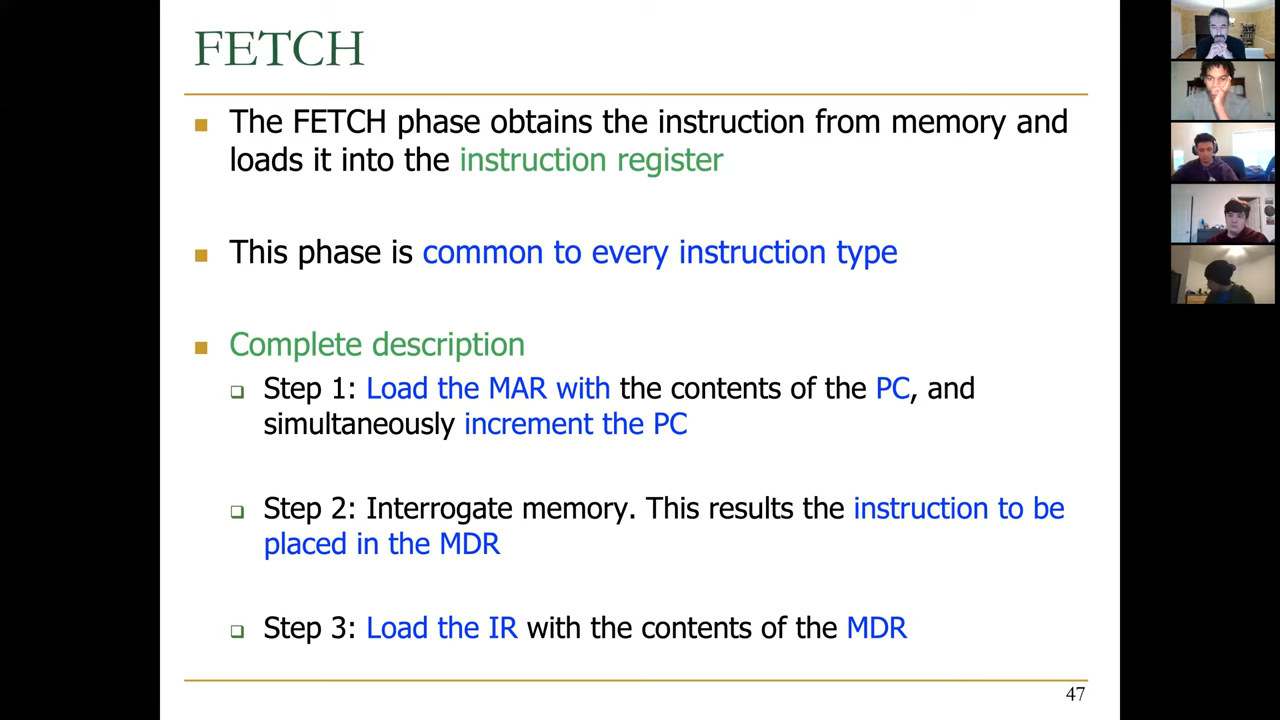 FETCH
The FETCH phase obtains the instruction from memory and
loads it into the instruction register
This phase is common to every instruction type
Complete description
Step 1: Load the MAR with the contents of the PC, and
simultaneously increment the PC
Step 2: Interrogate memory. This results the instruction to be
placed in the MDR
Step 3: Load the IR with the contents of the MDR
47